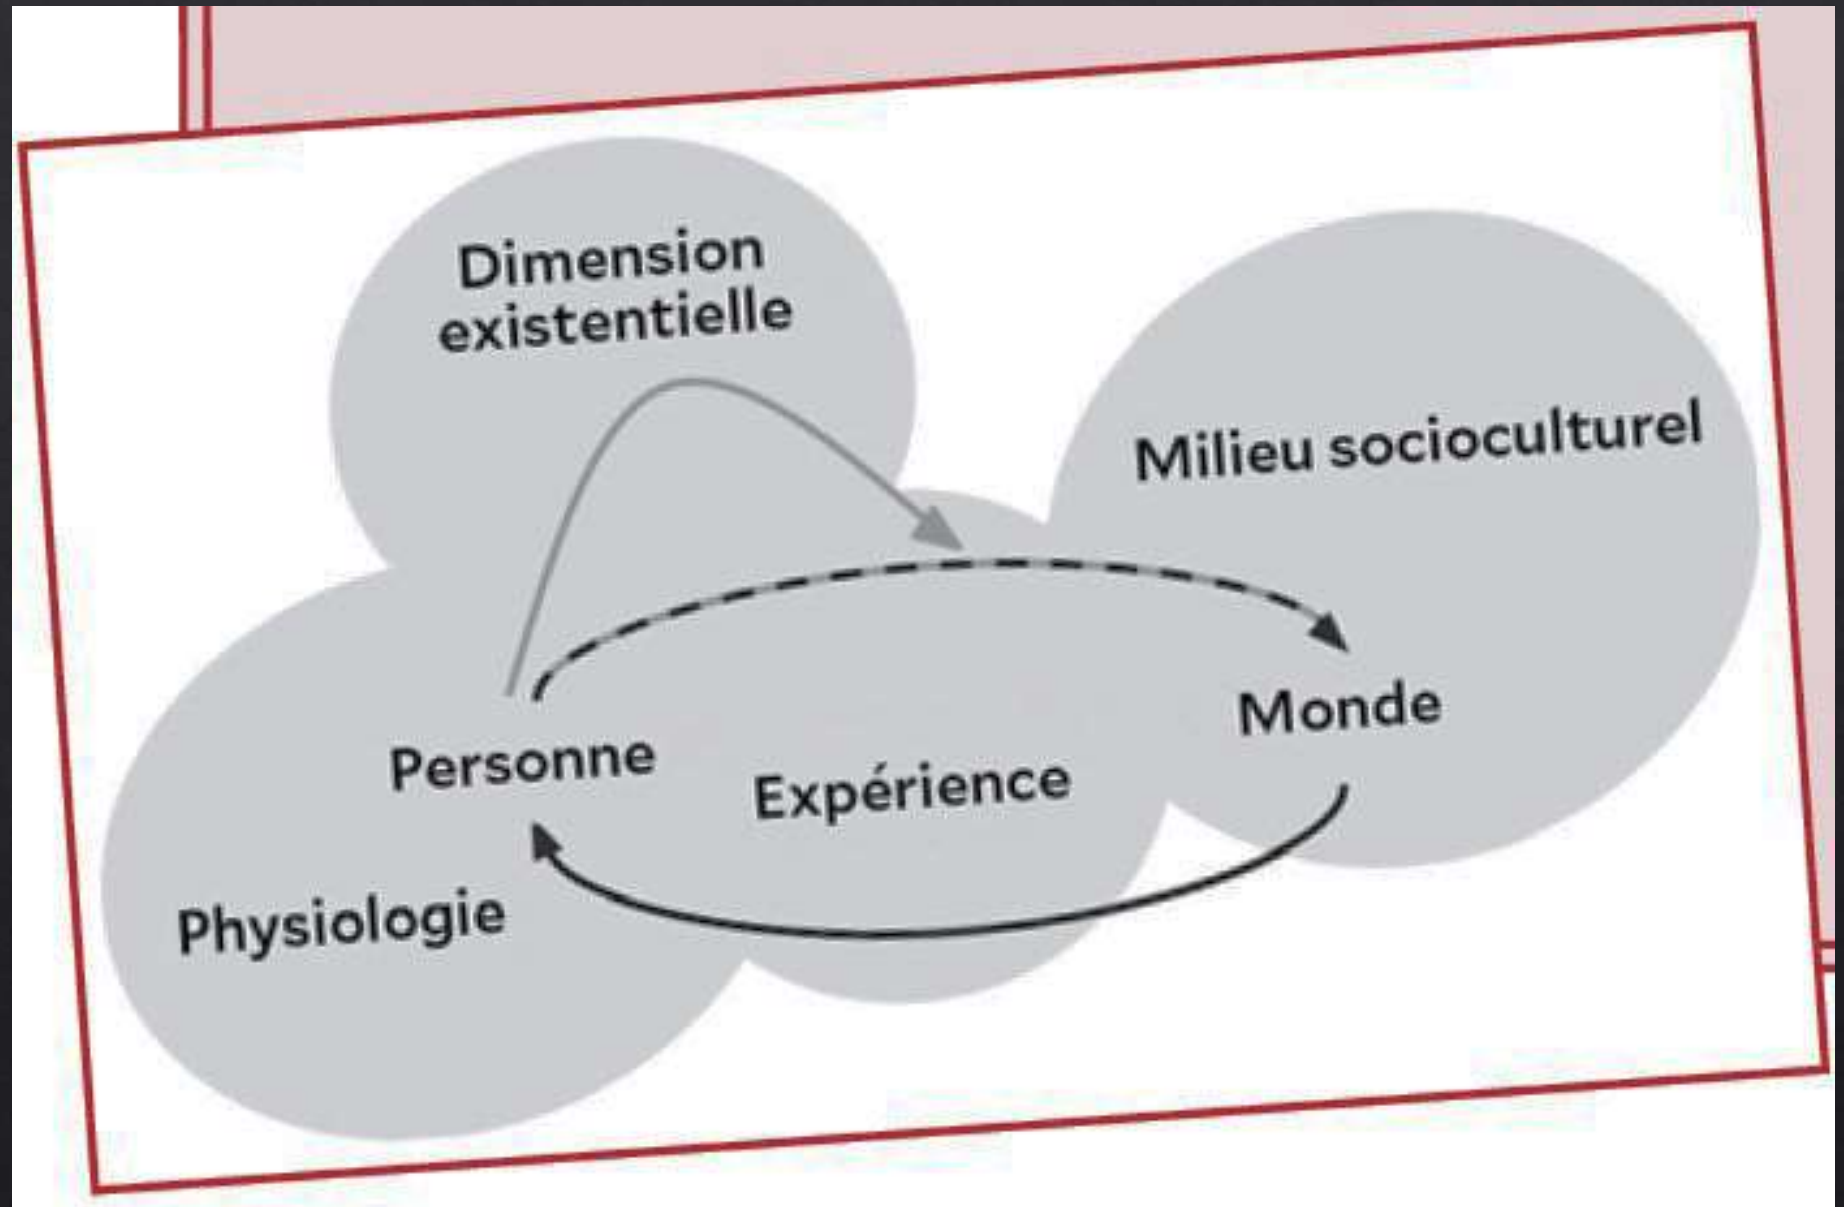 Dimension
existentielle
Milieu socioculturel
Monde
Personne
Expérience
Physiologie